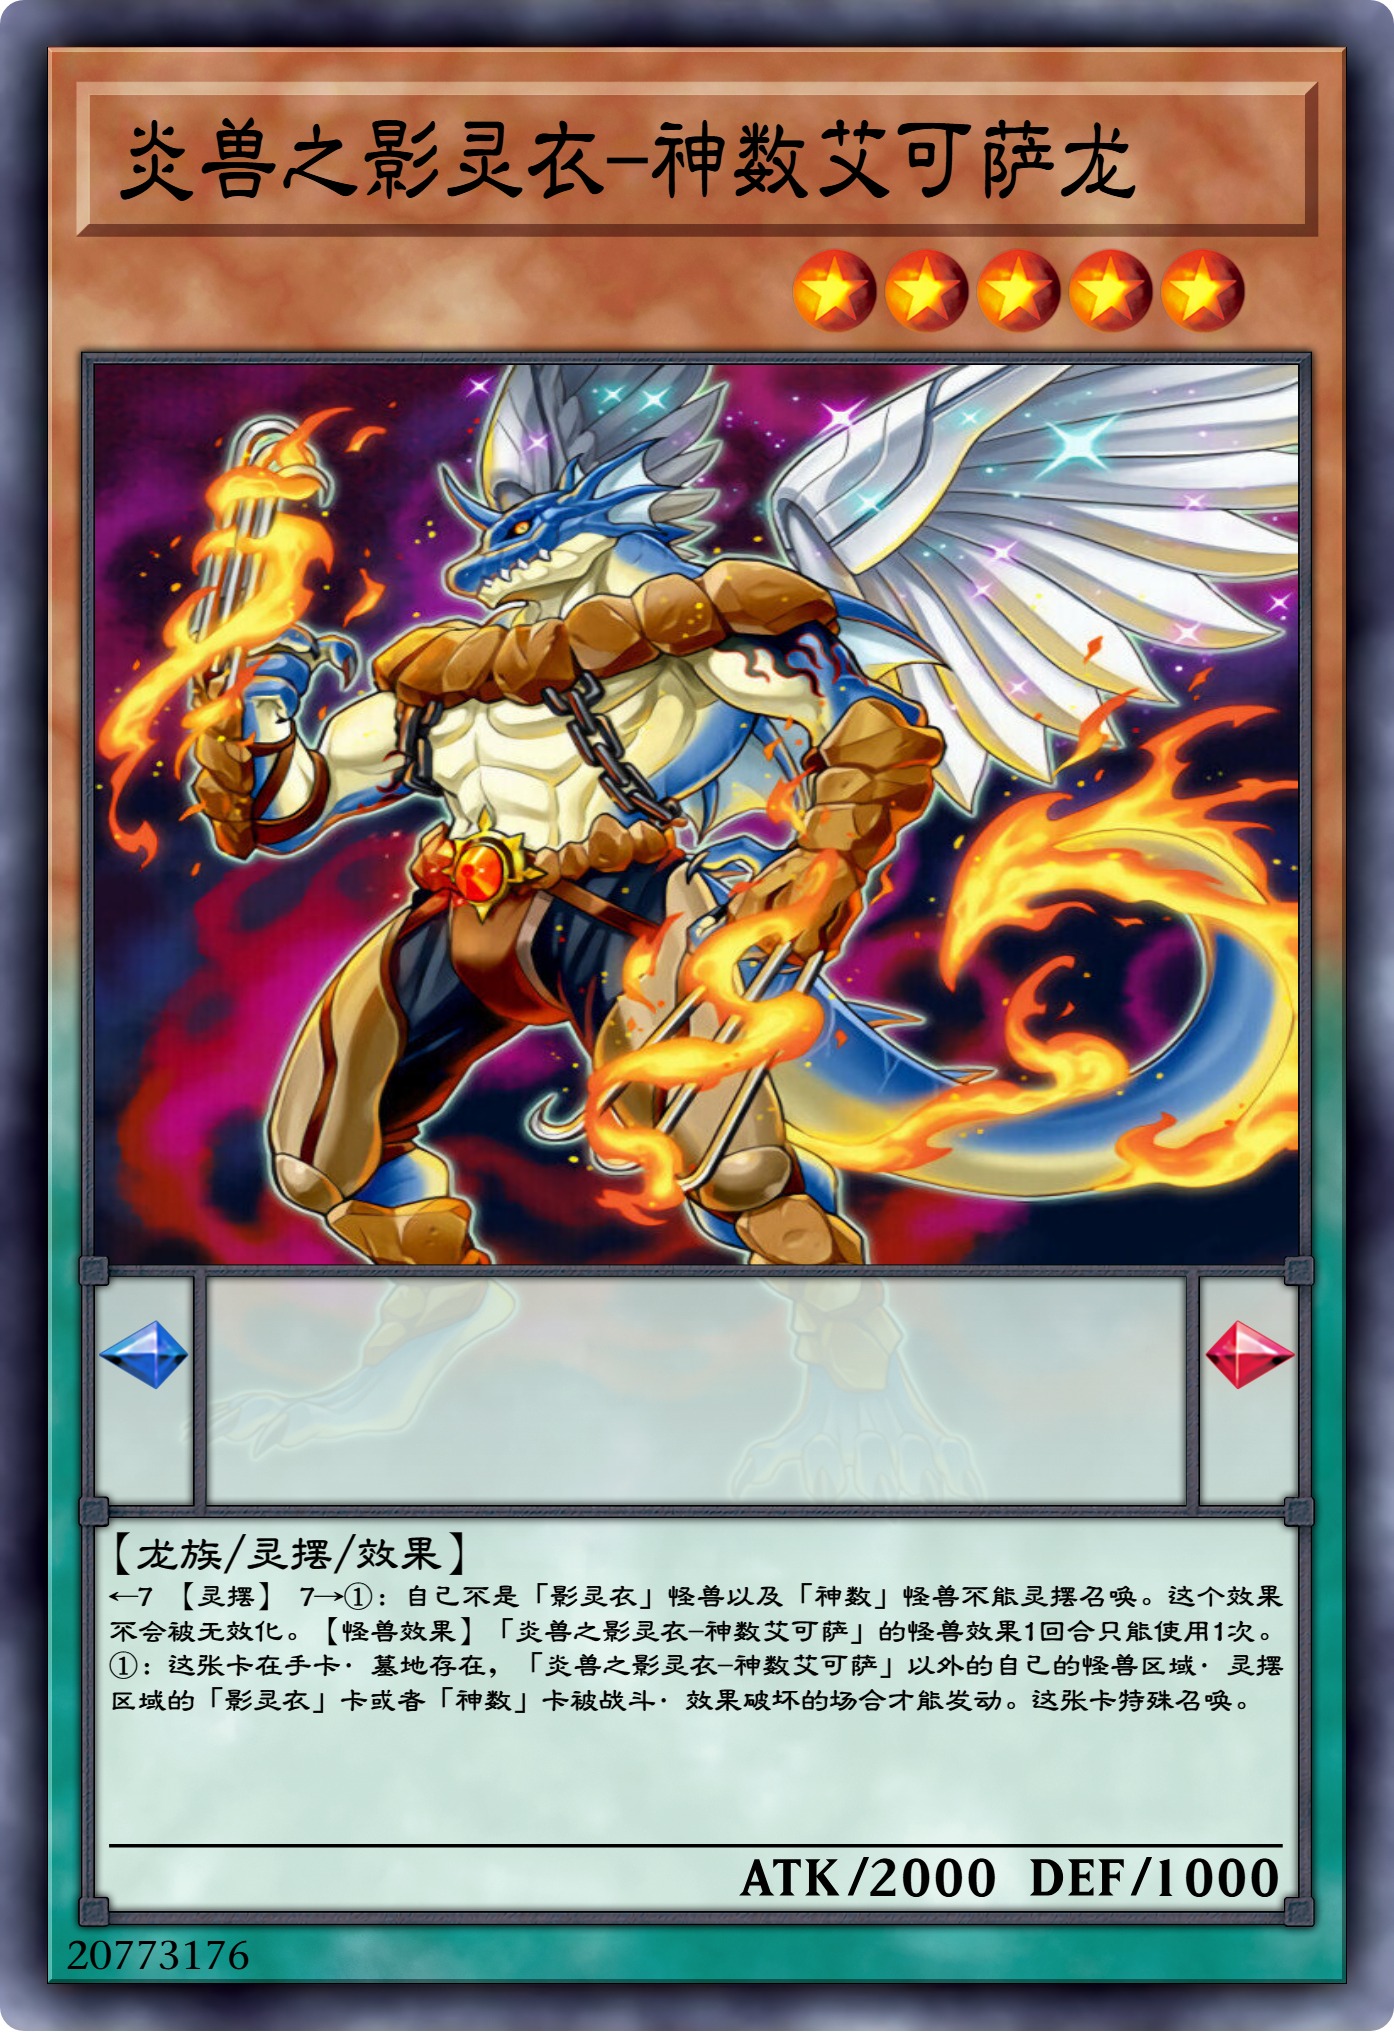 炎兽之影灵衣-神数艾可萨龙
【龙族/灵摆/效果】
←7 【灵摆】 7→①：自己不是「影灵衣」怪兽以及「神数」怪兽不能灵摆召唤。这个效果
不会被无效化。【怪兽效果】「炎兽之影灵衣-神数艾可萨」的怪兽效果1回合只能使用1次。
①：这张卡在手卡·墓地存在，「炎兽之影灵衣-神数艾可萨」以外的自己的怪兽区域·灵摆
区域的「影灵衣」卡或者「神数」卡被战斗·效果破坏的场合才能发动。这张卡特殊召唤。
ATK/2000 DEF/1000
20773176